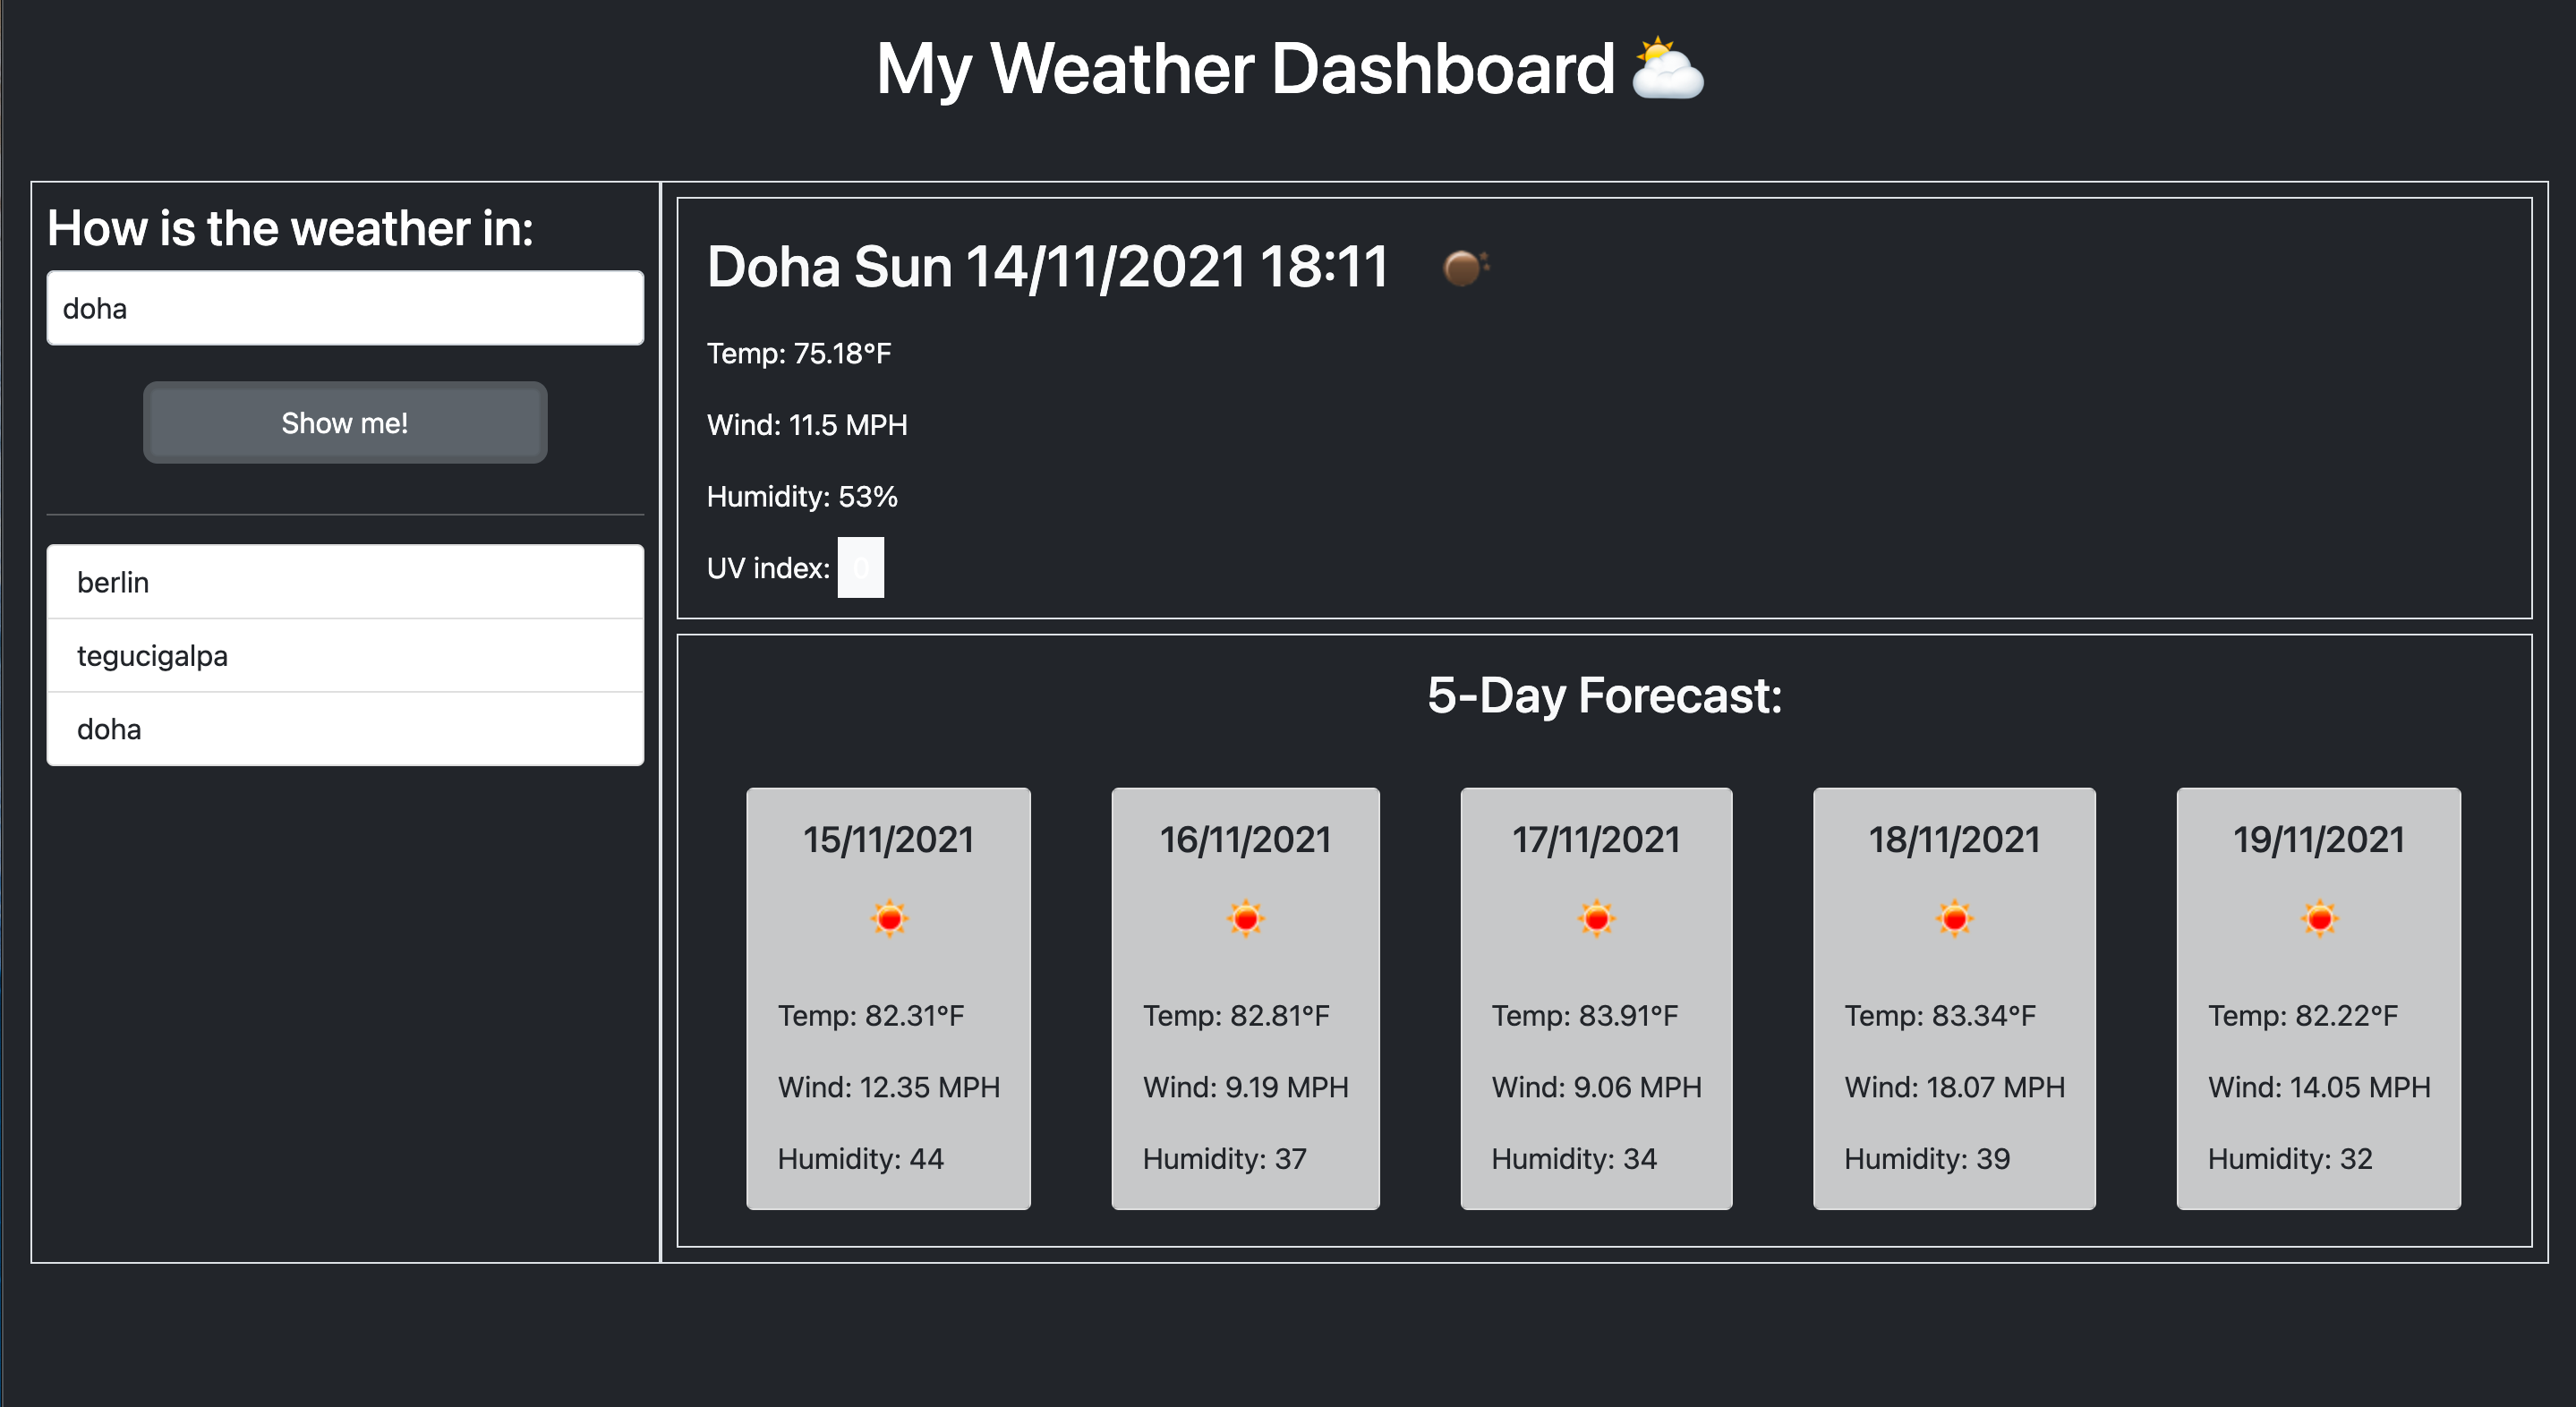 My Weather Dashboard
How is the weather in:
doha
Show me!
berlin
tegucigalpa
doha
Doha Sun 14/11/2021 18:11
Temp: 75.18°F
Wind: 11.5 MPH
Humidity: 53%
UV index: 0
5-Day Forecast:
15/11/2021
Temp: 82.31°F
Wind: 12.35 MPH
Humidity: 44
16/11/2021
Temp: 82.81°F
Wind: 9.19 MPH
Humidity: 37
17/11/2021
Temp: 83.91°F
Wind: 9.06 MPH
Humidity: 34
18/11/2021
Temp: 83.34°F
Wind: 18.07 MPH
Humidity: 39
19/11/2021
Temp: 82.22°F
Wind: 14.05 MPH
Humidity: 32